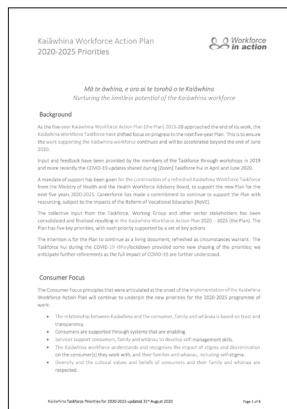 Kaiāwhina Workforce Action Plan
2020-2025 Priorities
Workforce
in action
Mā te āwhina, e ora ai te torohū o te Kaiāwhina
Nurturing the limitless potential of the Kaiāwhina workforce
Background
As the five-year Kaiāwhina Workforce Action Plan (the Plan) 2015-20 approached the end of its work, the
Kaiāwhina Workforce Taskforce have shifted focus on progress to the next five-year Plan. This is to ensure
the work supporting the Kaiāwhina workforce continues and will be accelerated beyond the end of June
2020.
Input and feedback have been provided by the members of the Taskforce through workshops in 2019
and more recently the COVID-19 updates shared during (Zoom) Taskforce hui in April and June 2020.
A mandate of support has been given for the continuation of a refreshed Kaiāwhina Workforce Taskforce
from the Ministry of Health and the Health Workforce Advisory Board, to support the new Plan for the
next five years 2020-2025. Careerforce has made a commitment to continue to support the Plan with
resourcing, subject to the impacts of the Reform of Vocational Education (RoVE).
The collective input from the Taskforce, Working Group and other sector stakeholders has been
consolidated and finalised resulting in the Kaiāwhina Workforce Action Plan 2020 – 2025 (the Plan). The
Plan has five key priorities, with each priority supported by a set of key actions.
The intention is for the Plan to continue as a living document, refreshed as circumstances warrant. The
Taskforce hui during the COVID-19 rāhui/lockdown provided some new shaping of the priorities; we
anticipate further refinements as the full impact of COVID-19 are further understood.
Consumer Focus
The Consumer Focus principles that were articulated at the onset of the implementation of the Kaiāwhina
Workforce Action Plan will continue to underpin the new priorities for the 2020-2025 programme of
work:
• The relationship between Kaiāwhina and the consumer, family and whānau is based on trust and
transparency.
• Consumers are supported through systems that are enabling.
• Services support consumers, family and whānau to develop self-management skills.
• The Kaiāwhina workforce understands and recognises the impact of stigma and discrimination
on the consumer(s) they work with, and their families and whānau, including self-stigma.
• Diversity and the cultural values and beliefs of consumers and their family and whānau are
respected.
Kaiāwhina Taskforce Priorities for 2020-2025 updated 31st August 2020
Page 1 of 6